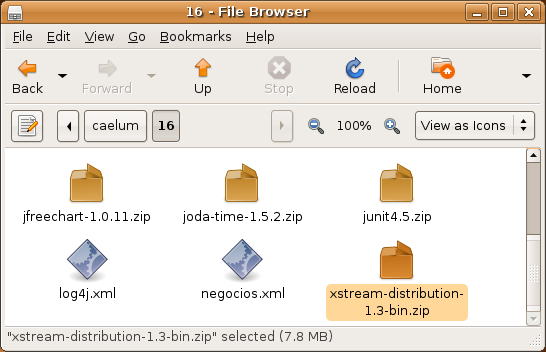 16 - File Browser
File Edit View Go Bookmarks Help
Back Forward Up Stop Reload Home
caelum 16 100% View as Icons
jfreechart-1.0.11.zip joda-time-1.5.2.zip junit4.5.zip
log4j.xml negocios.xml xstream-distribution-
1.3-bin.zip
"xstream-distribution-1.3-bin.zip" selected (7.8 MB)